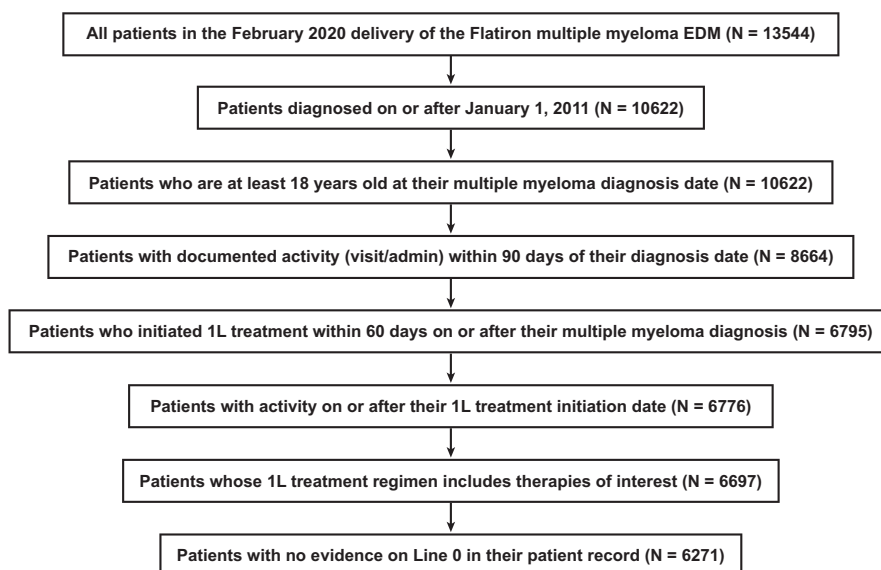 All patients in the February 2020 delivery of the Flatiron multiple myeloma EDM (N = 13544)
Patients diagnosed on or after January 1, 2011 (N = 10622)
Patients who are at least 18 years old at their multiple myeloma diagnosis date (N = 10622)
Patients with documented activity (visit/admin) within 90 days of their diagnosis date (N = 8664)
Patients who initiated 1L treatment within 60 days on or after their multiple myeloma diagnosis (N = 6795)
Patients with activity on or after their 1L treatment initiation date (N = 6776)
Patients whose 1L treatment regimen includes therapies of interest (N = 6697)
Patients with no evidence on Line 0 in their patient record (N = 6271)